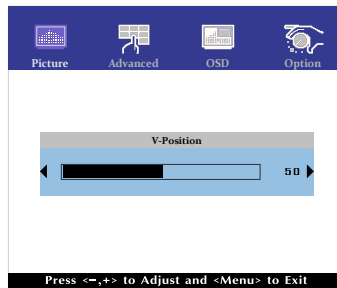 Picture Advanced OSD Option
V-Position
50
Press <-,+> to Adjust and <Menu> to Exit